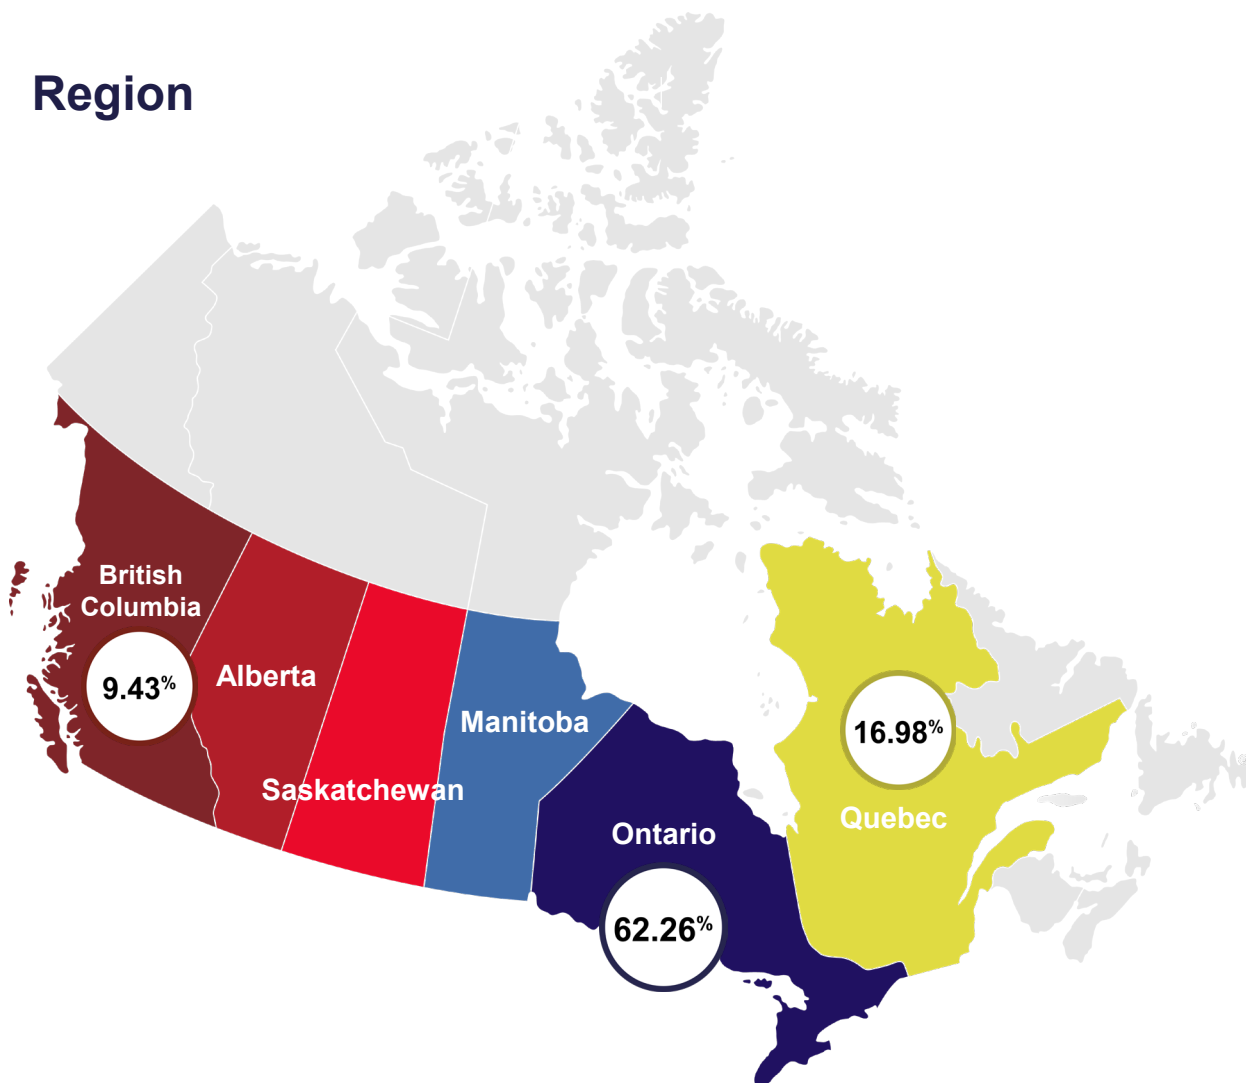 Region
British
Columbia
9.43%
Alberta
Saskatchewan
Manitoba
Ontario
62.26%
16.98%
Quebec